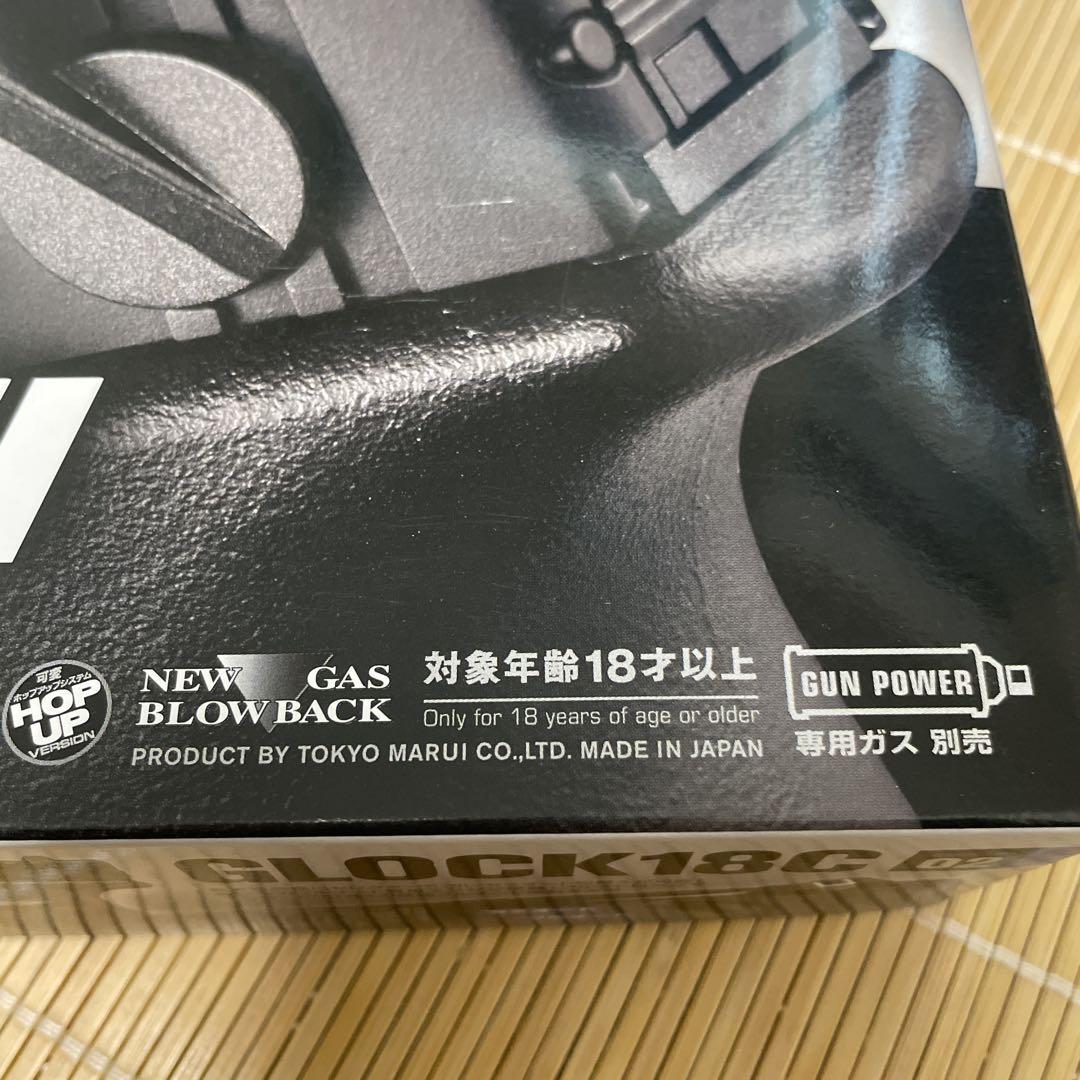 可変
ホップアップシステム
HOP
UP
VERSION
NEW GAS
BLOWBACK
対象年齢18才以上
Only for 18 years of age or older
PRODUCT BY TOKYO MARUI CO.,LTD. MADE IN JAPAN
GUN POWER
専用ガス 別売
GLOCK18C
02